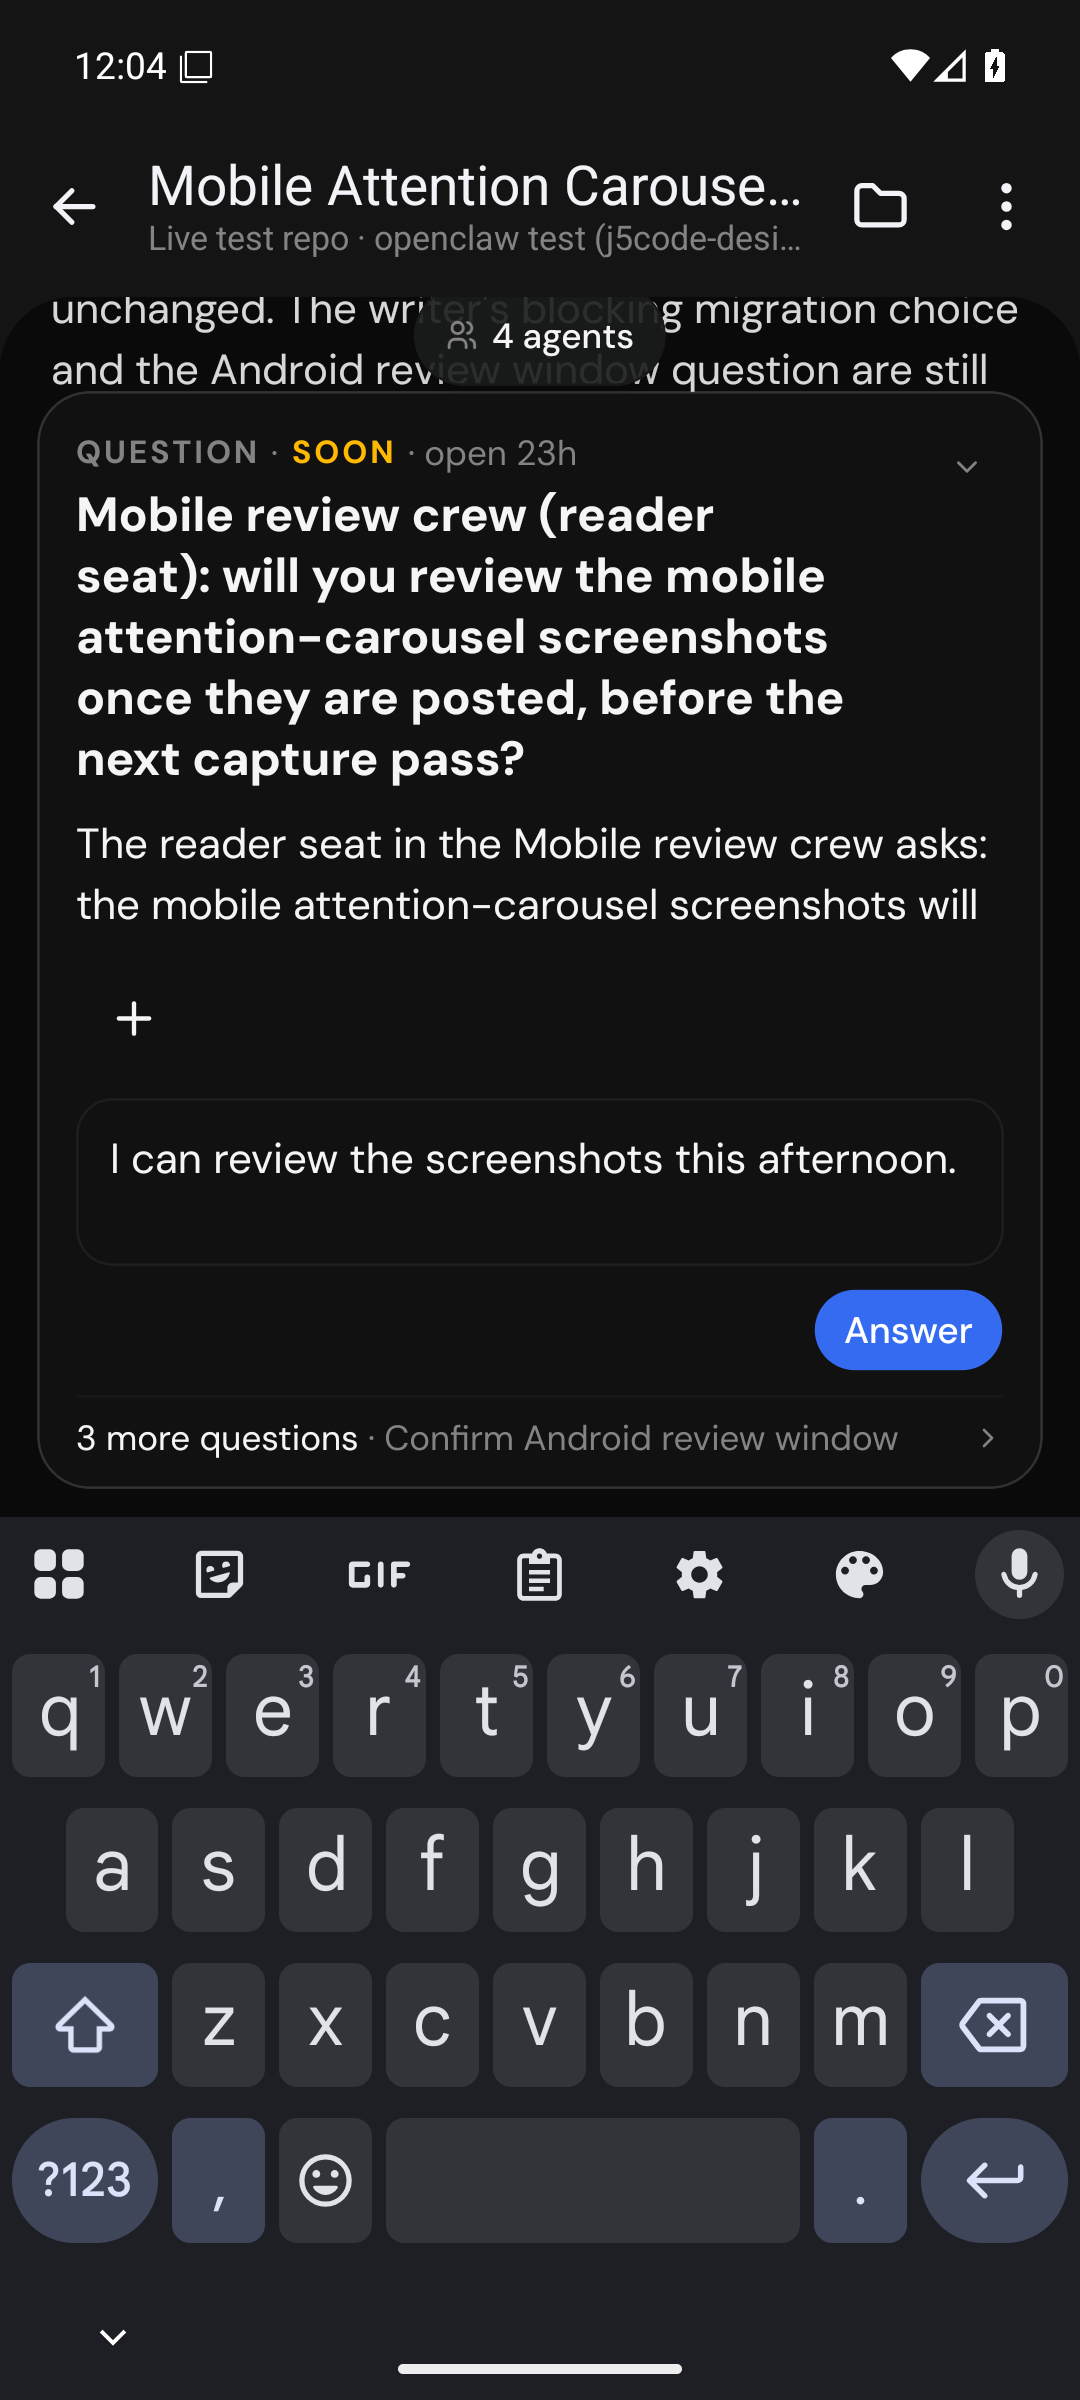 12:04
Mobile Attention Carouse...
Live test repo · openclaw test (j5code-desi...
unchanged. The writer's blocking migration choice
4 agents
and the Android review window question are still
QUESTION · SOON · open 23h
Mobile review crew (reader
seat): will you review the mobile
attention-carousel screenshots
once they are posted, before the
next capture pass?
The reader seat in the Mobile review crew asks:
the mobile attention-carousel screenshots will
I can review the screenshots this afternoon.
Answer
3 more questions · Confirm Android review window
GIF
q 1 w 2 e 3 r 4 t 5 y 6 u 7 i 8 o 9 p 0
a s d f g h j k l
z x c v b n m
?123 , .